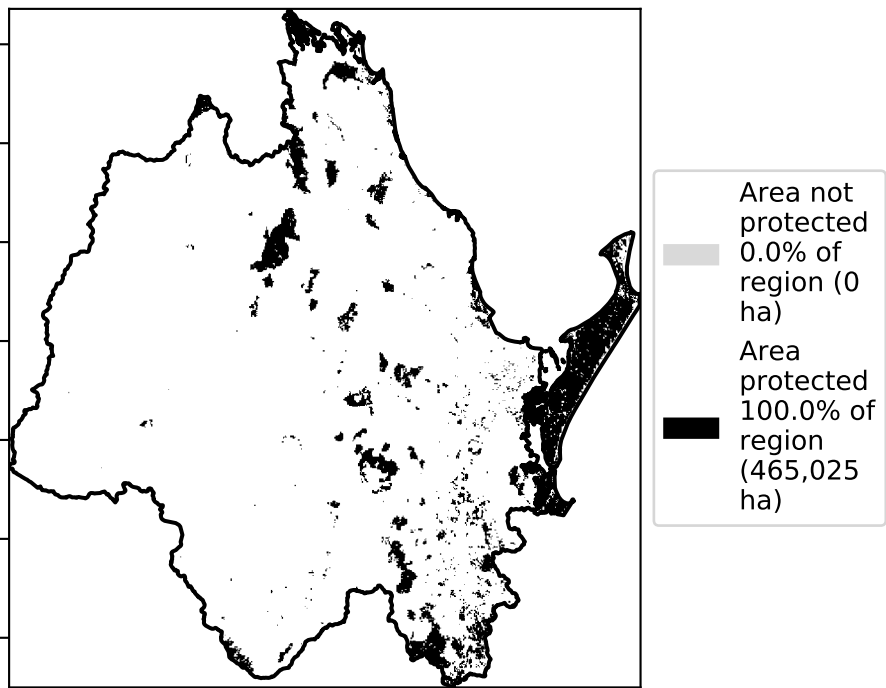 Area not
protected
0.0% of
region (0
ha)
Area
protected
100.0% of
region
(465,025
ha)